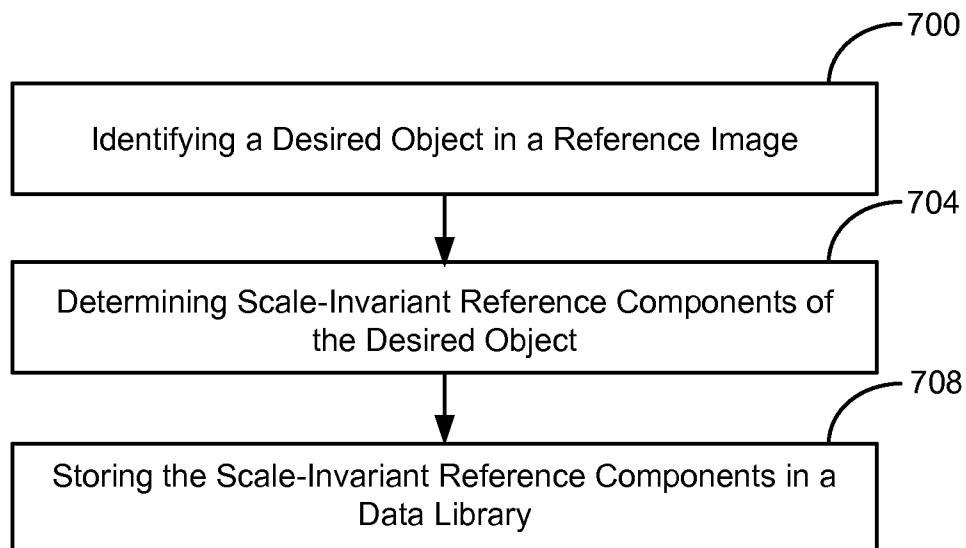 700
Identifying a Desired Object in a Reference Image
704
Determining Scale-Invariant Reference Components of
the Desired Object
708
Storing the Scale-Invariant Reference Components in a
Data Library